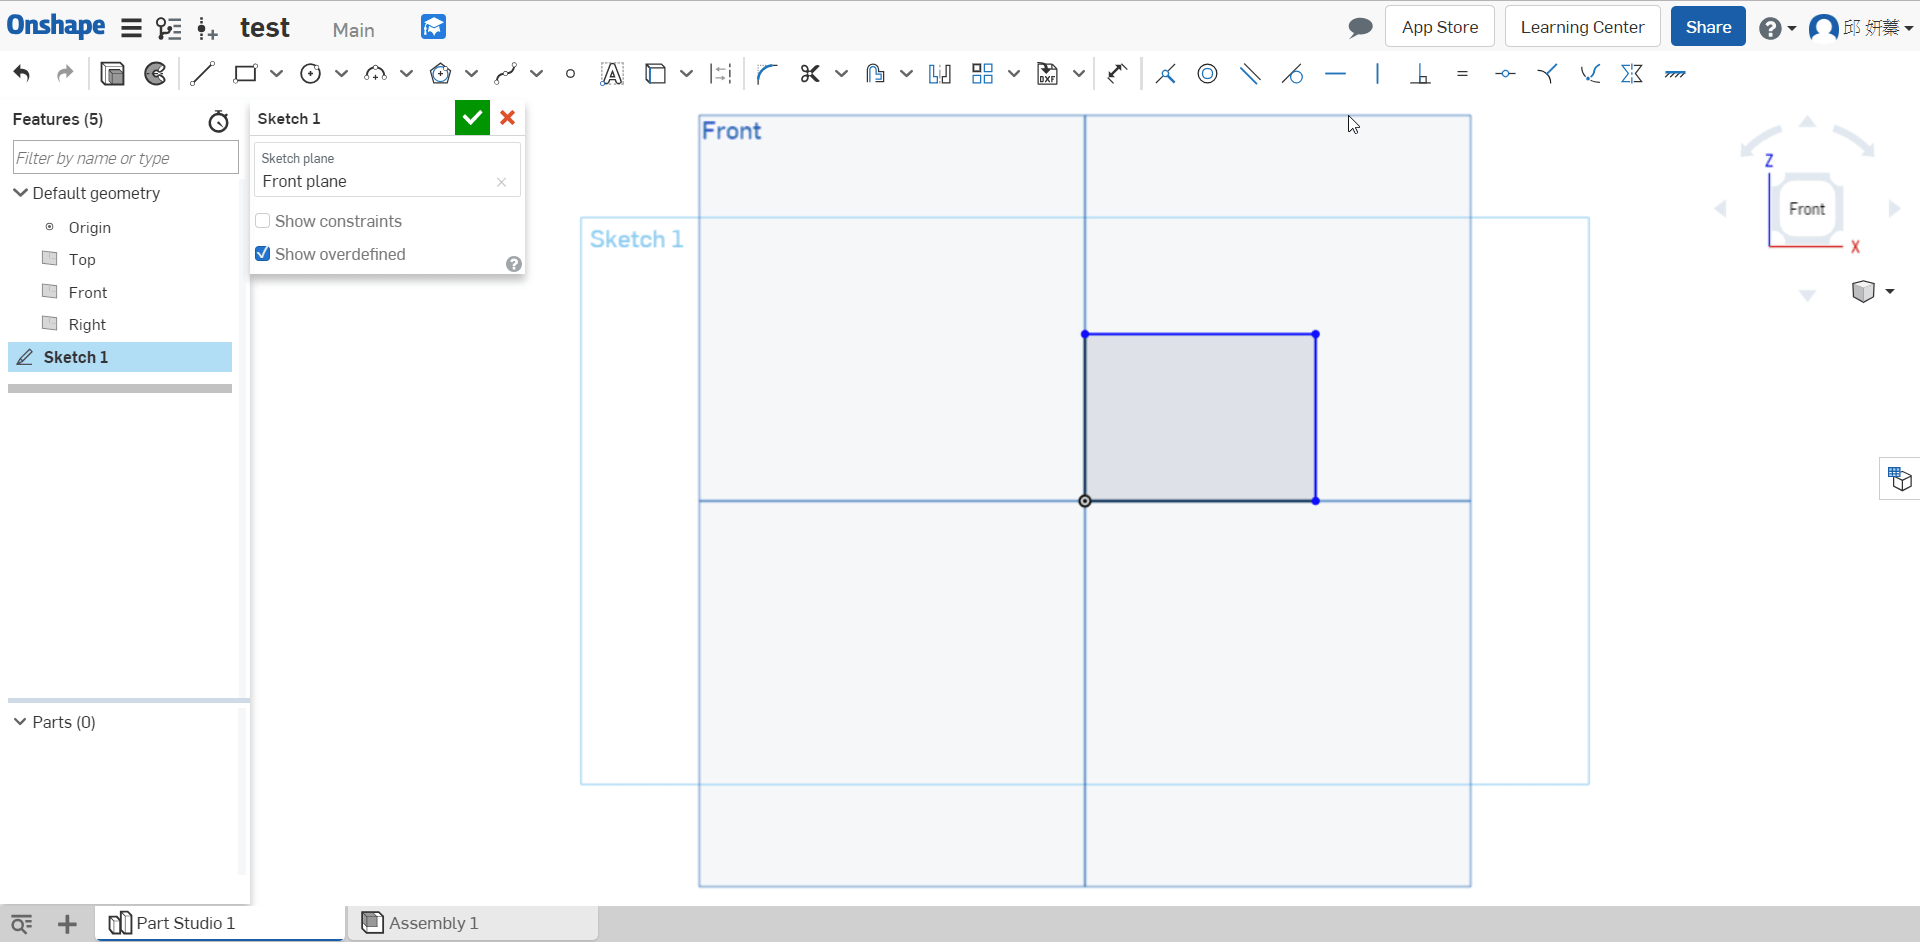 Onshape
test
Main
App Store
Learning Center
Share
邱 妍蓁
Features (5)
Filter by name or type
Default geometry
Origin
Top
Front
Right
Sketch 1
Parts (0)
Sketch 1
Sketch plane
Front plane
Show constraints
Show overdefined
Front
Sketch 1
Z
Front
X
DXF
Part Studio 1
Assembly 1